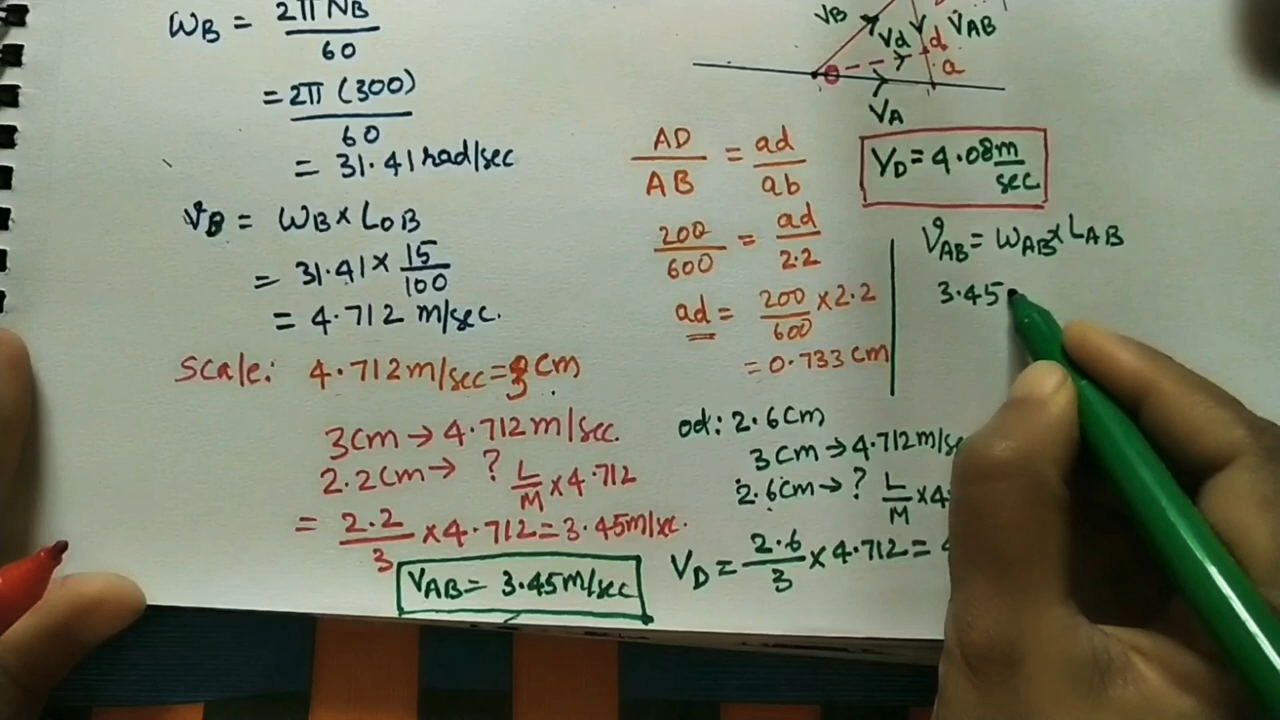 ωB = 2πNB
60
= 2π(300)
60
= 31.41 rad/sec
VB = ωB × LOB
= 31.41 × 15
100
= 4.712 m/sec.
Scale: 4.712 m/sec = 3 cm
3 cm → 4.712 m/sec.
2.2 cm → ? L/M × 4.712
= 2.2/3 × 4.712 = 3.45 m/sec.
VAB = 3.45 m/sec
VB
Vd
d
VAB
a
o
VA
AD/AB = ad/ab
200/600 = ad/2.2
ad = 200/600 × 2.2
= 0.733 cm
od: 2.6 cm
3 cm → 4.712 m/se
2.6 cm → ? L/M × 4.
VD = 2.6/3 × 4.712 =
VD = 4.08 m/sec
VAB = ωAB × LAB
3.45